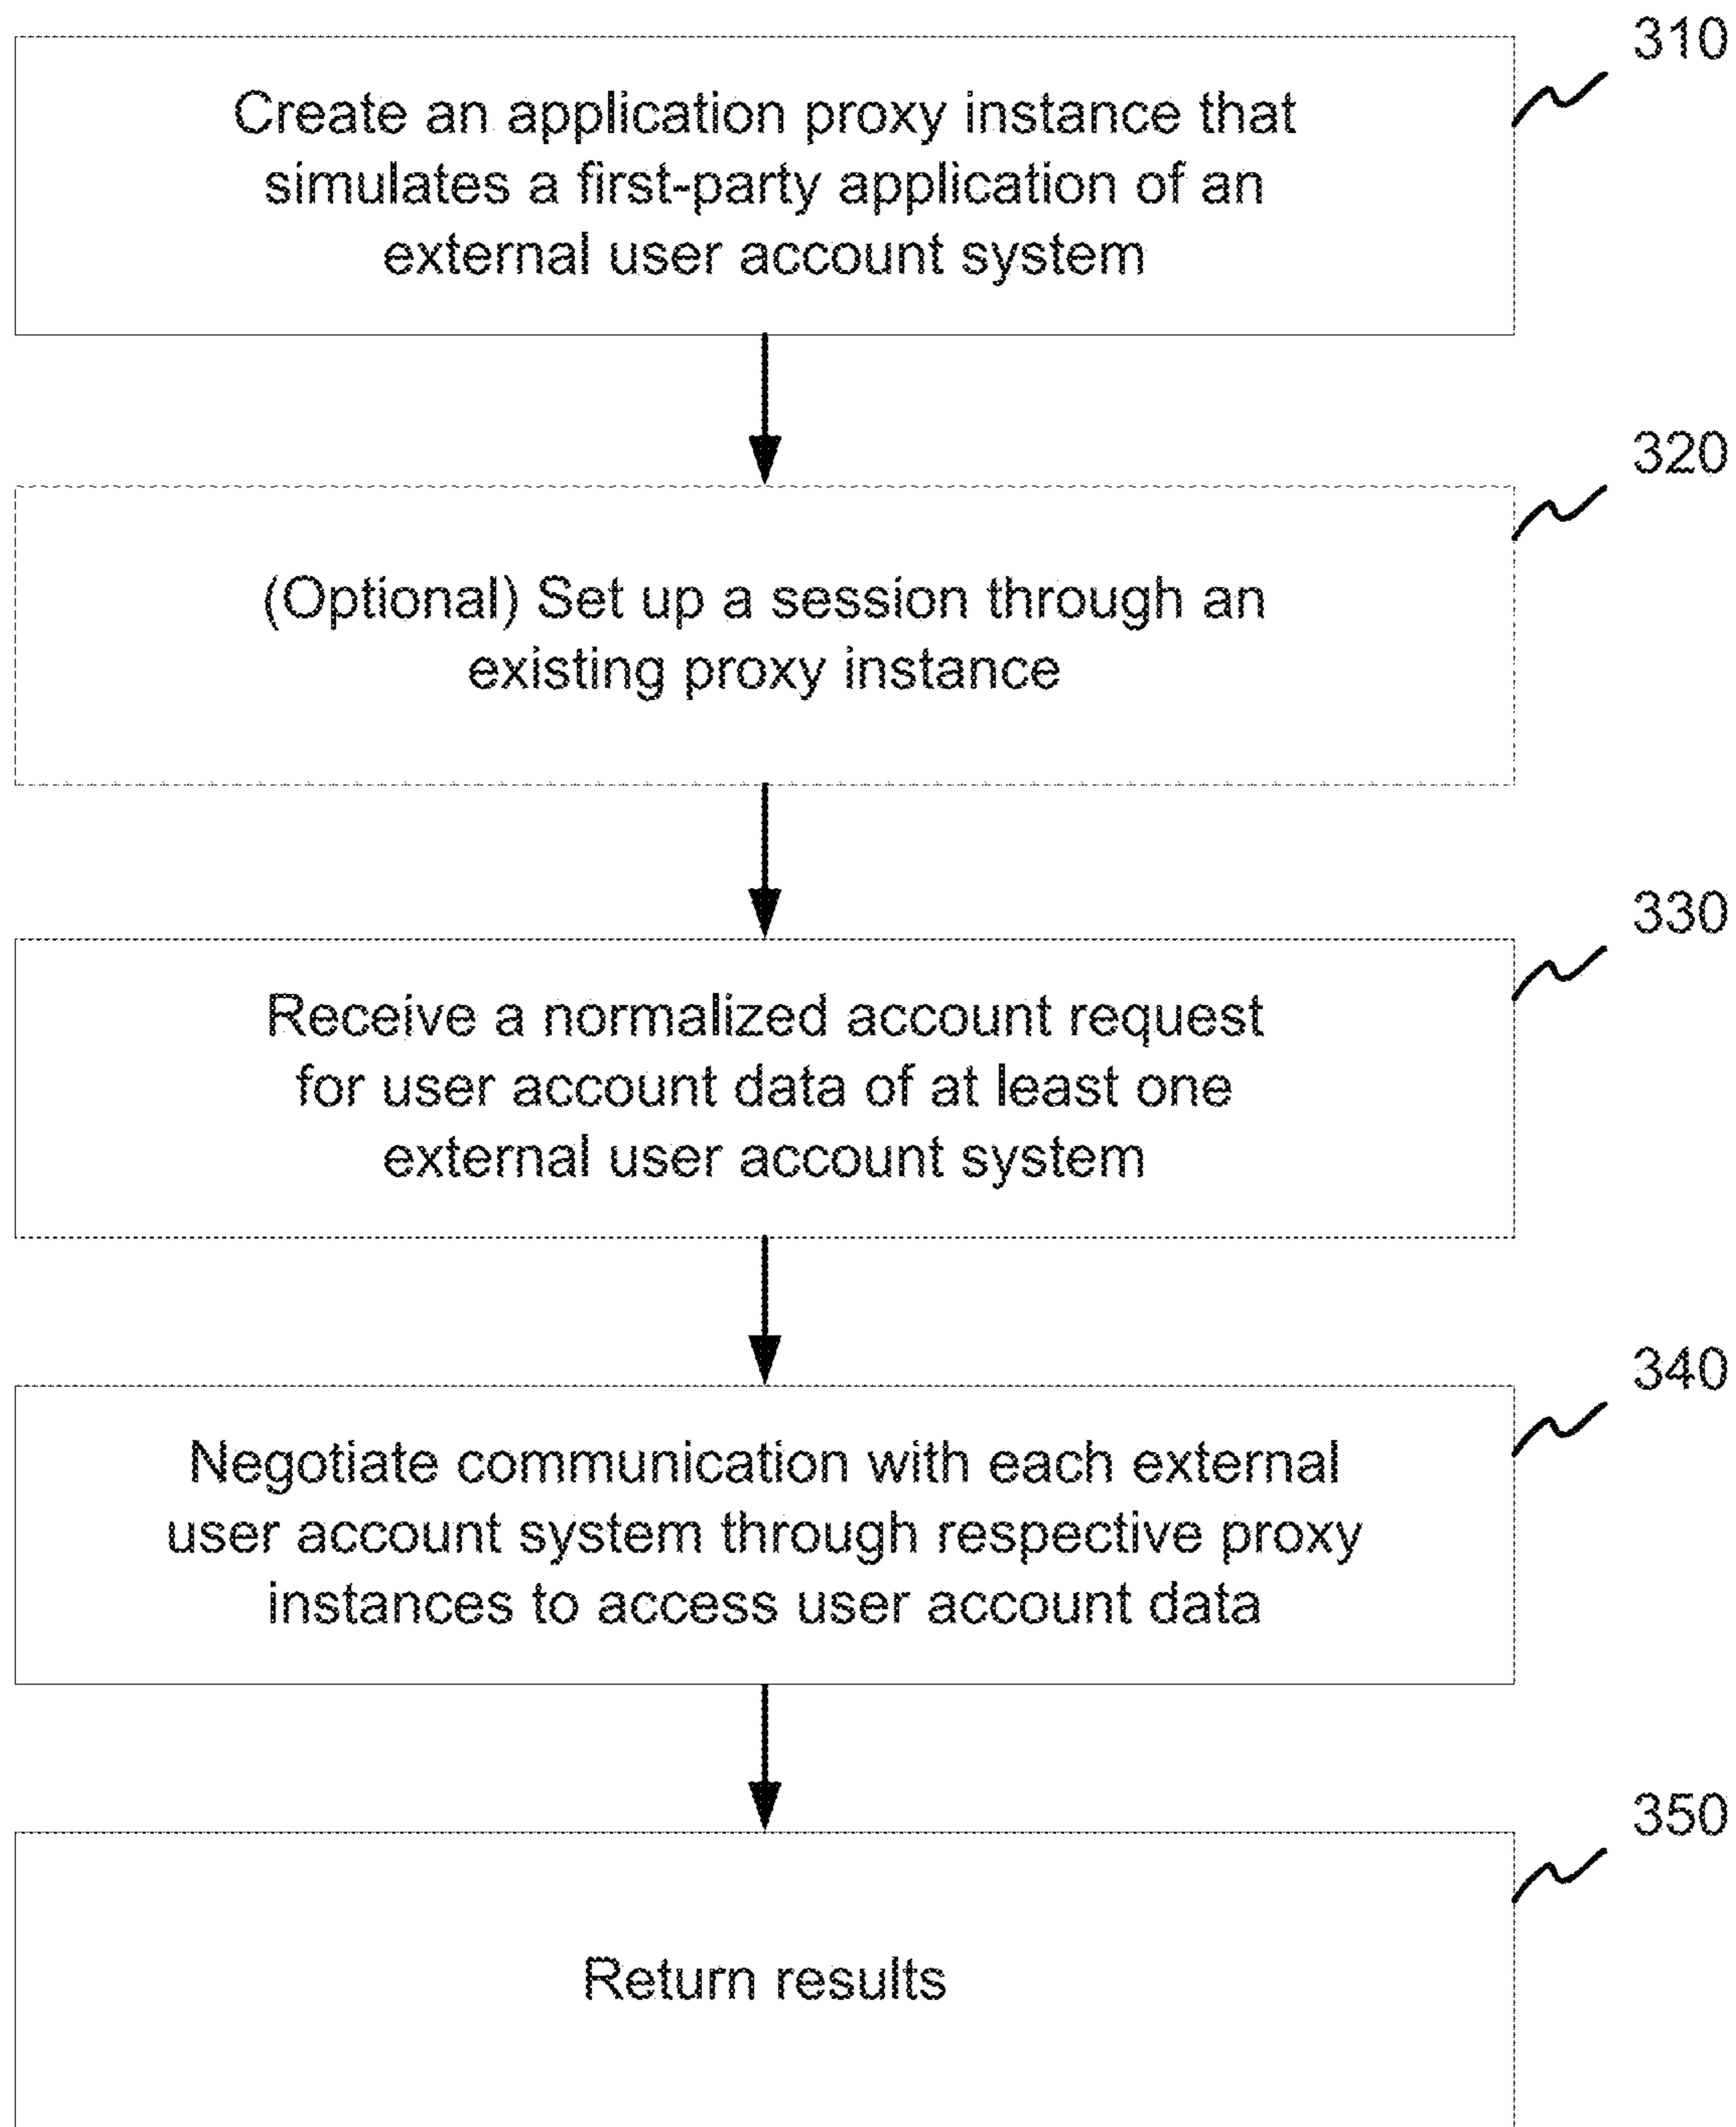 310
Create an application proxy instance that
simulates a first-party application of an
external user account system
320
(Optional) Set up a session through an
existing proxy instance
330
Receive a normalized account request
for user account data of at least one
external user account system
340
Negotiate communication with each external
user account system through respective proxy
instances to access user account data
350
Return results